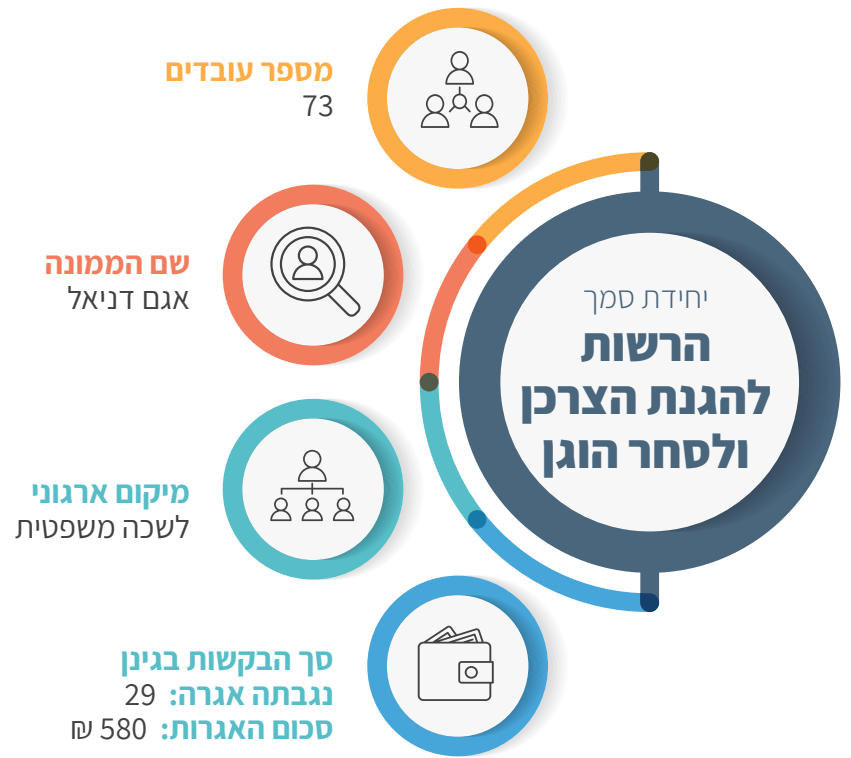 יחידת סמך
הרשות
להגנת הצרכן
ולסחר הוגן
מספר עובדים
73
שם הממונה
אגם דניאל
מיקום ארגוני
לשכה משפטית
סך הבקשות בגינן
נגבתה אגרה: 29
סכום האגרות: 580 ₪